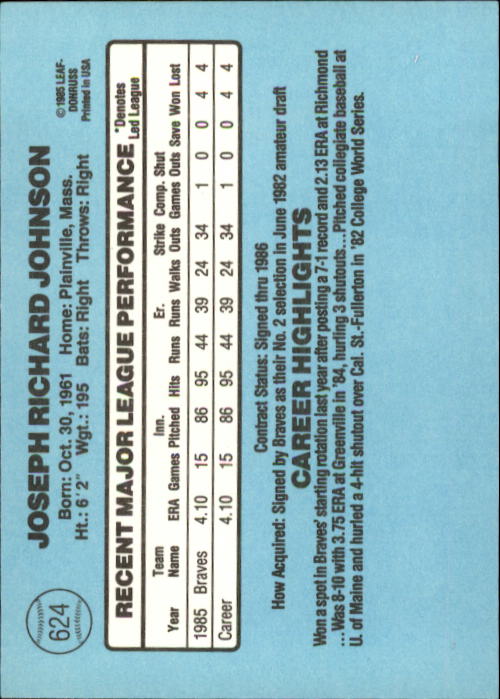 624
JOSEPH RICHARD JOHNSON
Born: Oct. 30, 1961 Home: Plainville, Mass.
Ht.: 6'2" Wgt.: 195 Bats: Right Throws: Right
©1985 LEAF-
DONRUSS
Printed in USA
RECENT MAJOR LEAGUE PERFORMANCE
*Denotes
Led League
Team Inn. Er. Strike Comp. Shut
Year Name ERA Games Pitched Hits Runs Runs Walks Outs Games Outs Save Won Lost
1985 Braves 4.10 15 86 95 44 39 24 34 1 0 0 4 4
Career 4.10 15 86 95 44 39 24 34 1 0 0 4 4
Contract Status: Signed thru 1986
How Acquired: Signed by Braves as their No. 2 selection in June 1982 amateur draft
CAREER HIGHLIGHTS
Won a spot in Braves' starting rotation last year after posting a 7-1 record and 2.13 ERA at Richmond
... Was 8-10 with 3.75 ERA at Greenville in '84, hurling 3 shutouts ... Pitched collegiate baseball at
U. of Maine and hurled a 4-hit shutout over Cal. St.-Fullerton in '82 College World Series.